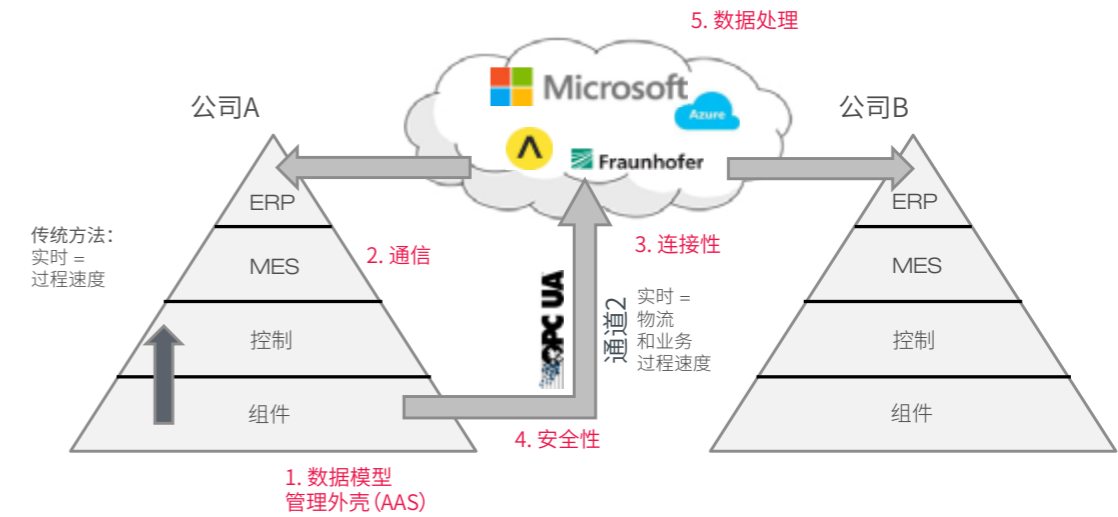 5. 数据处理
Microsoft
Azure
Fraunhofer
公司A
公司B
ERP
MES
控制
组件
传统方法：
实时 =
过程速度
2. 通信
3. 连接性
OPC UA
通道2
实时 =
物流
和业务
过程速度
4. 安全性
1. 数据模型
管理外壳（AAS）
ERP
MES
控制
组件